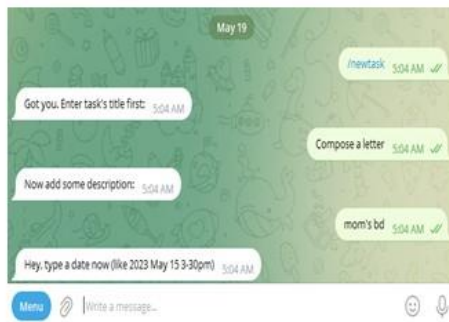 May 19
/newtask 5:04 AM
Got you. Enter task's title first: 5:04 AM
Compose a letter 5:04 AM
Now add some description: 5:04 AM
mom's bd 5:04 AM
Hey, type a date now (like 2023 May 15 3-30pm) 5:04 AM
Menu
Write a message...